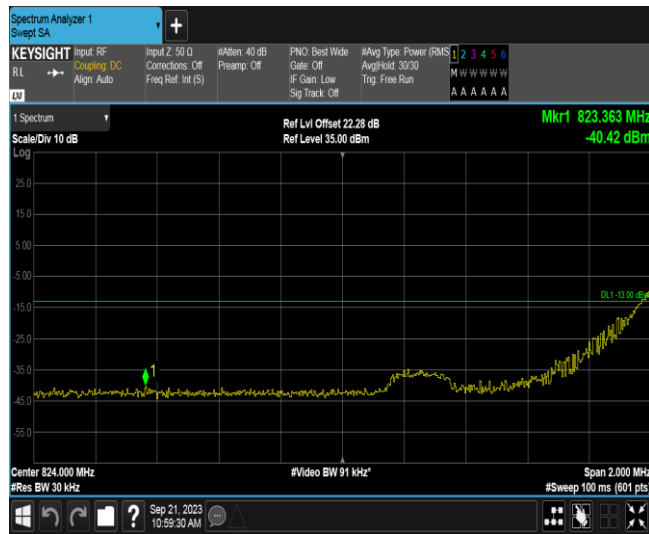 Spectrum Analyzer 1
Swept SA
KEYSIGHT
RL
LXI
Input: RF
Coupling: DC
Align: Auto
Input Z: 50 Ω
Corrections: Off
Freq Ref: Int (S)
#Atten: 40 dB
Preamp: Off
PNO: Best Wide
Gate: Off
IF Gain: Low
Sig Track: Off
#Avg Type: Power (RMS
Avg|Hold: 30/30
Trig: Free Run
1 2 3 4 5 6
M W W W W W
A A A A A A
1 Spectrum
Scale/Div 10 dB
Log
Ref Lvl Offset 22.28 dB
Ref Level 35.00 dBm
Mkr1 823.363 MHz
-40.42 dBm
25.0
15.0
5.00
-5.00
DL1 -13.00 dBm
-15.0
-25.0
-35.0
1
-45.0
-55.0
Center 824.000 MHz
#Res BW 30 kHz
#Video BW 91 kHz*
Span 2.000 MHz
#Sweep 100 ms (601 pts
?
Sep 21, 2023
10:59:30 AM